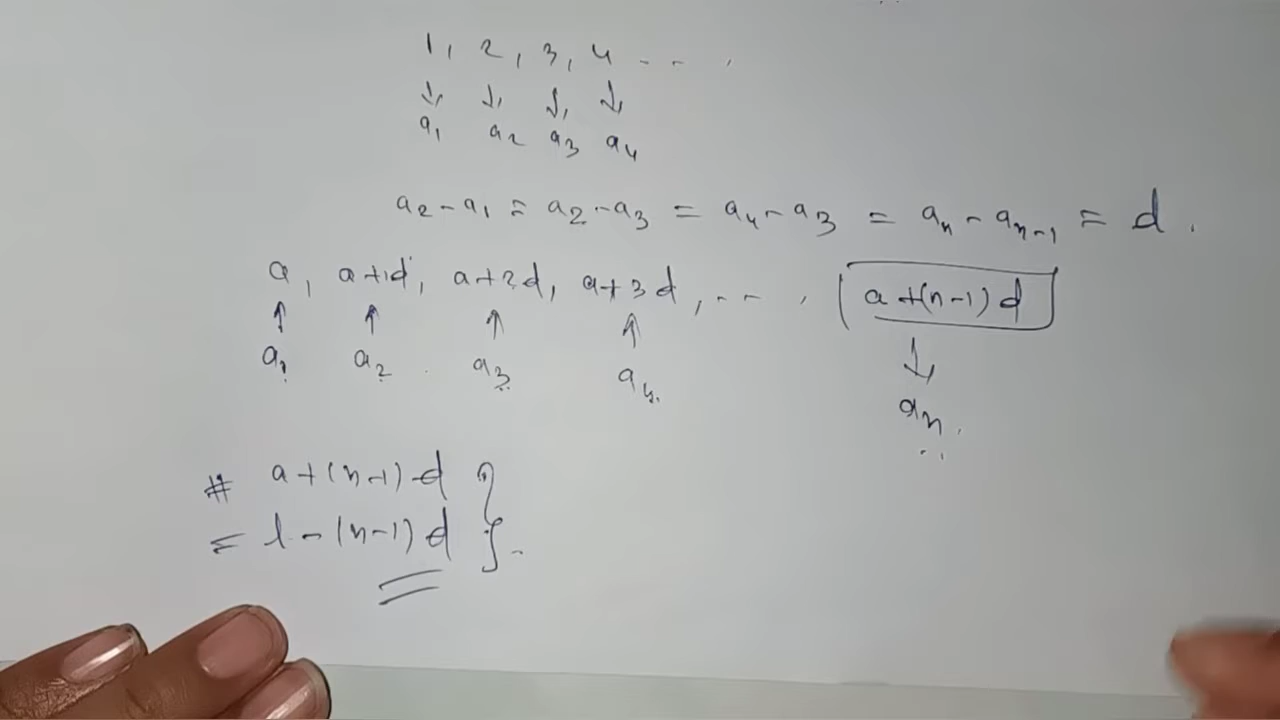 1, 2, 3, 4 - - ,
↓, ↓, ↓, ↓,
a1 a2 a3 a4
a2-a1 = a2-a3 = a4-a3 = an-an-1 = d.
a, a+1d, a+2d, a+3d, -- , a+(n-1)d
↑ ↑ ↑ ↑ ↓
a1 a2 a3 a4. an.
# a+(n-1)-d }
= l-(n-1)d }.